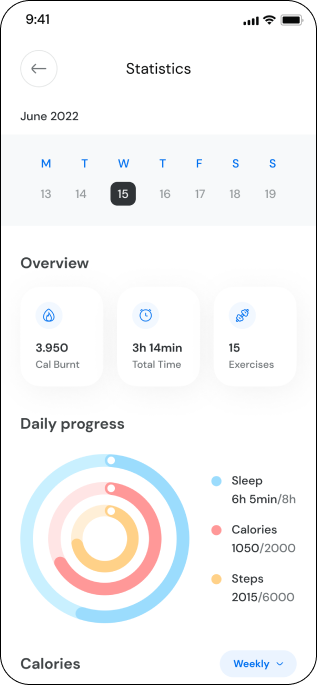 9:41
Statistics
June 2022
M T W T F S S
13 14 15 16 17 18 19
Overview
3.950 3h 14min 15
Cal Burnt Total Time Exercises
Daily progress
Sleep
6h 5min/8h
Calories
1050/2000
Steps
2015/6000
Calories Weekly